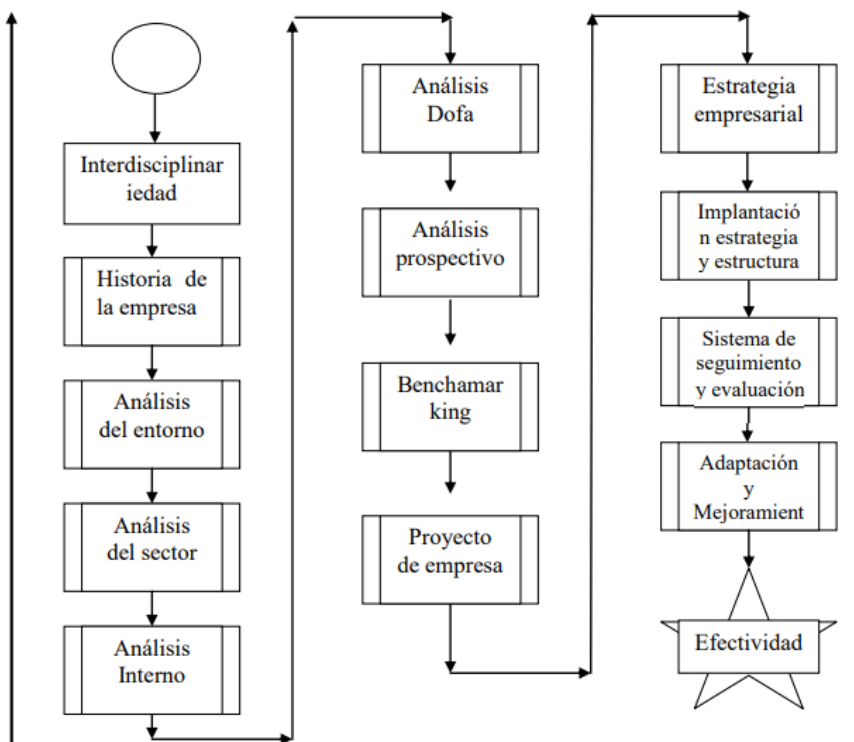 Interdisciplinar
iedad
Historia de
la empresa
Análisis
del entorno
Análisis
del sector
Análisis
Interno
Análisis
Dofa
Análisis
prospectivo
Benchamar
king
Proyecto
de empresa
Estrategia
empresarial
Implantació
n estrategia
y estructura
Sistema de
seguimiento
y evaluación
Adaptación
y
Mejoramient
Efectividad